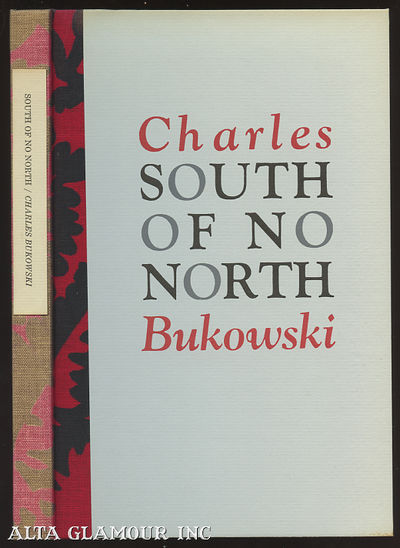 SOUTH OF NO NORTH / CHARLES BUKOWSKI
Charles
SOUTH
OF NO
NORTH
Bukowski
ALTA GLAMOUR INC